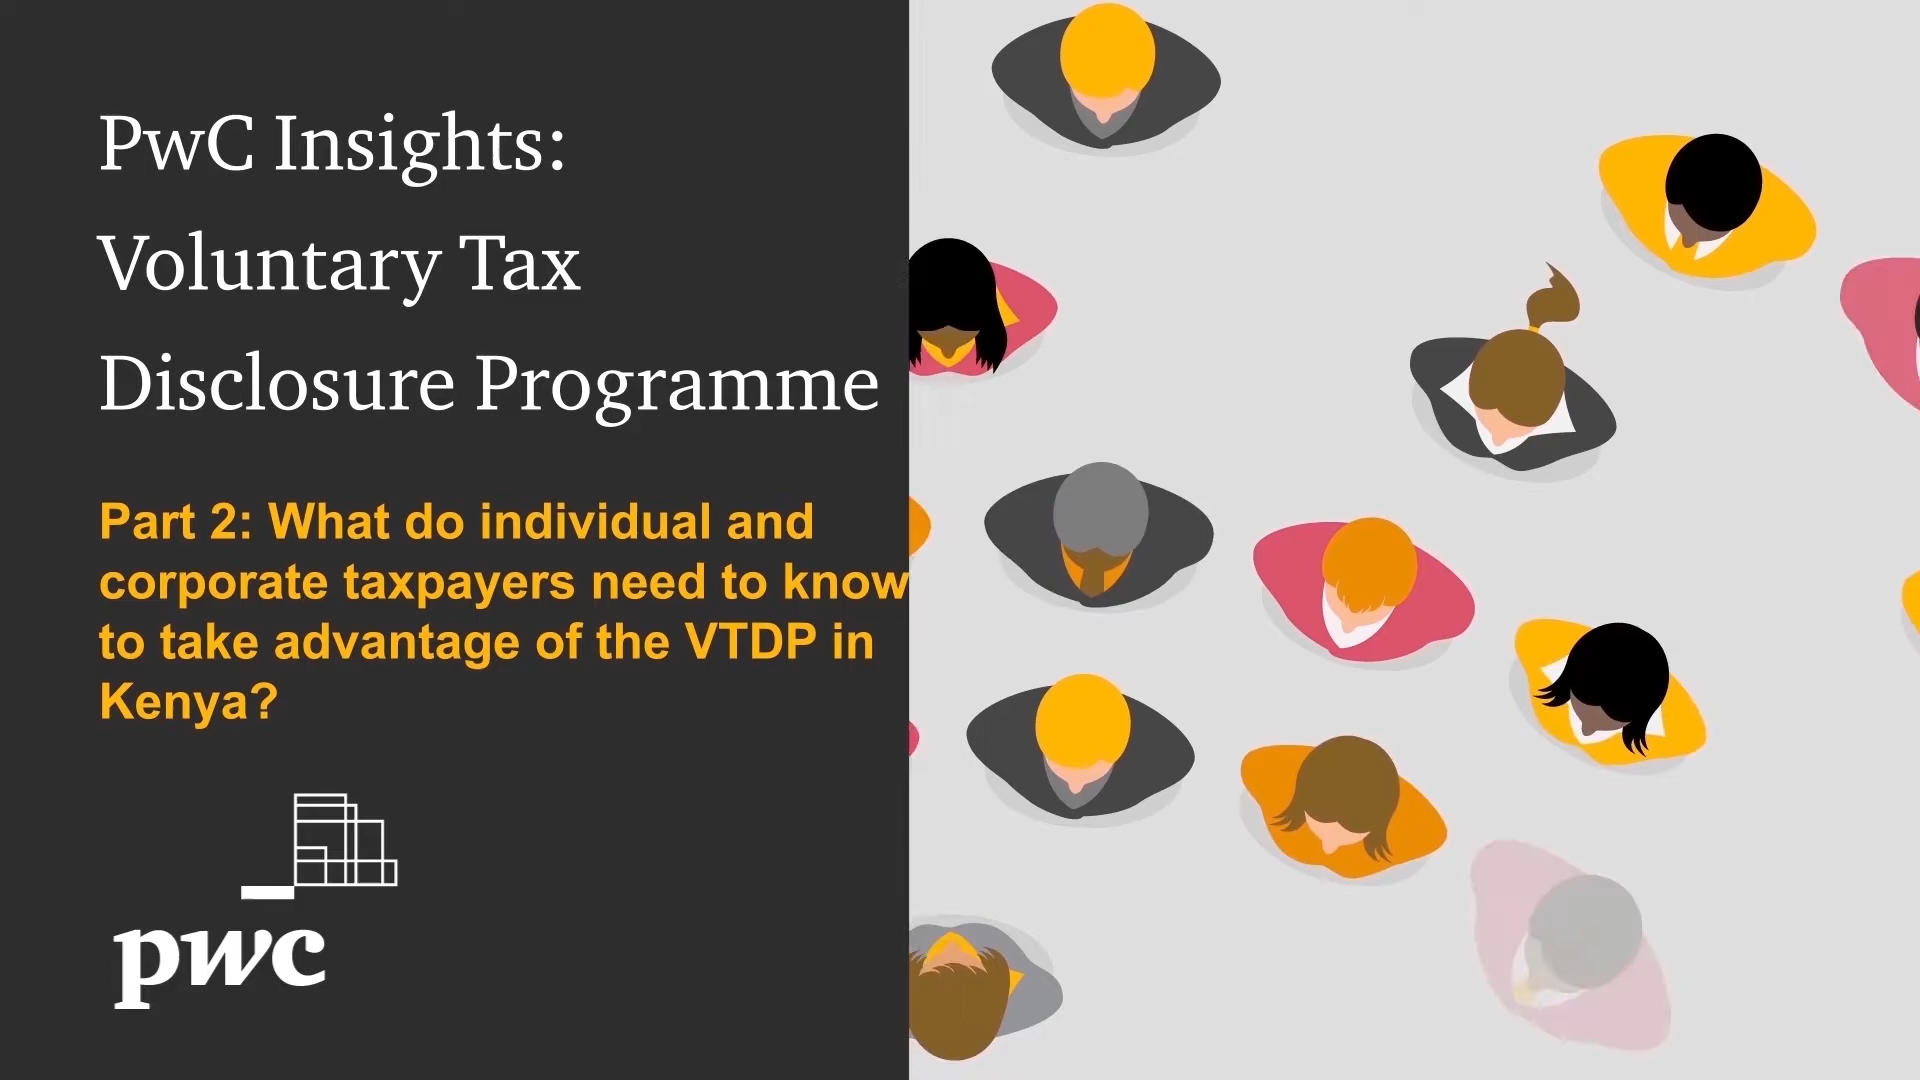 PwC Insights:
Voluntary Tax
Disclosure Programme
Part 2: What do individual and
corporate taxpayers need to know
to take advantage of the VTDP in
Kenya?
pwc